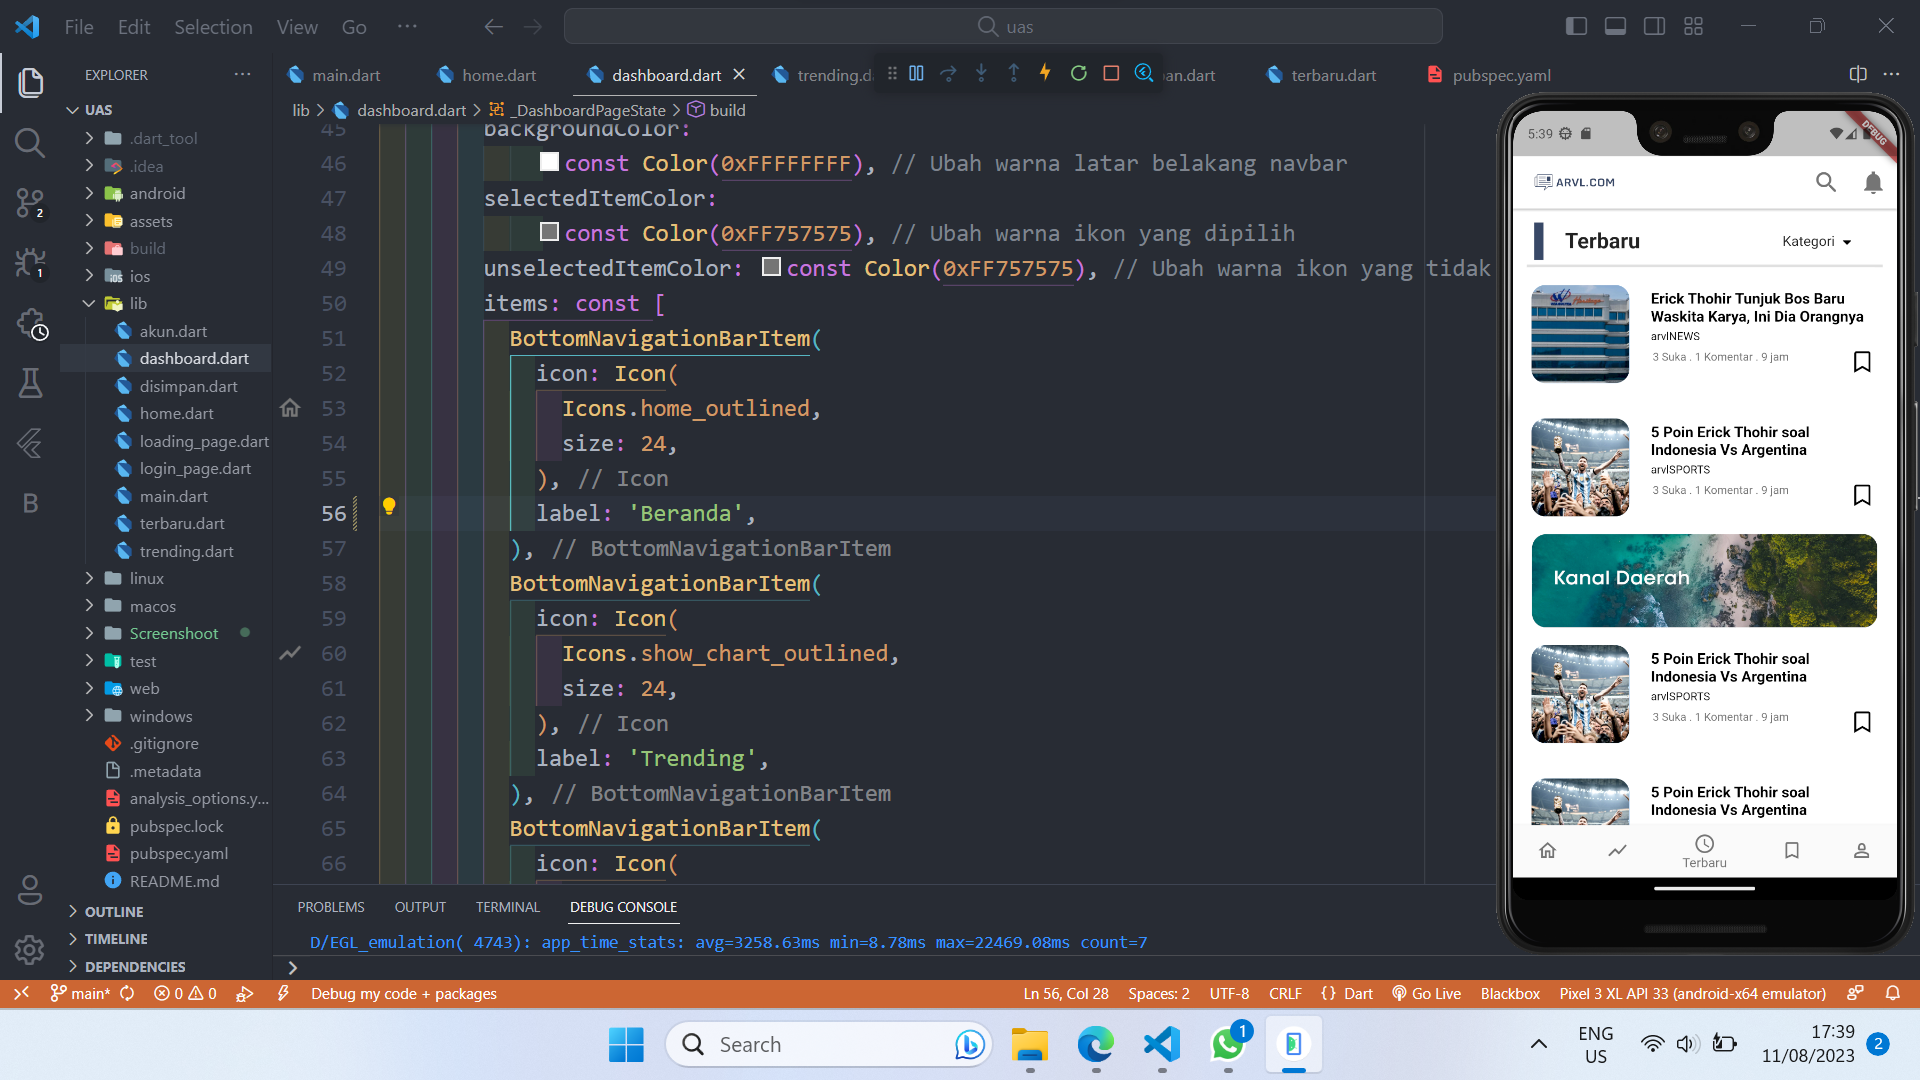 File Edit Selection View Go ...
uas
EXPLORER
main.dart
home.dart
dashboard.dart
trending.da
an.dart
terbaru.dart
pubspec.yaml
lib > dashboard.dart > _DashboardPageState > build
UAS
.dart_tool
.idea
android
assets
build
ios
lib
akun.dart
dashboard.dart
disimpan.dart
home.dart
loading_page.dart
login_page.dart
main.dart
terbaru.dart
trending.dart
linux
macos
Screenshoot
test
web
windows
.gitignore
.metadata
analysis_options.y...
pubspec.lock
pubspec.yaml
README.md
OUTLINE
TIMELINE
DEPENDENCIES
2
1
B
45 backgroundColor:
46 const Color(0xFFFFFFFF), // Ubah warna latar belakang navbar
47 selectedItemColor:
48 const Color(0xFF757575), // Ubah warna ikon yang dipilih
49 unselectedItemColor: const Color(0xFF757575), // Ubah warna ikon yang tidak
50 items: const [
51 BottomNavigationBarItem(
52 icon: Icon(
53 Icons.home_outlined,
54 size: 24,
55 ), // Icon
56 label: 'Beranda',
57 ), // BottomNavigationBarItem
58 BottomNavigationBarItem(
59 icon: Icon(
60 Icons.show_chart_outlined,
61 size: 24,
62 ), // Icon
63 label: 'Trending',
64 ), // BottomNavigationBarItem
65 BottomNavigationBarItem(
66 icon: Icon(
PROBLEMS OUTPUT TERMINAL DEBUG CONSOLE
D/EGL_emulation( 4743): app_time_stats: avg=3258.63ms min=8.78ms max=22469.08ms count=7
>
5:39
DEBUG
ARVL.COM
Terbaru
Kategori
Erick Thohir Tunjuk Bos Baru
Waskita Karya, Ini Dia Orangnya
arvlNEWS
3 Suka . 1 Komentar . 9 jam
5 Poin Erick Thohir soal
Indonesia Vs Argentina
arvlSPORTS
3 Suka . 1 Komentar . 9 jam
Kanal Daerah
5 Poin Erick Thohir soal
Indonesia Vs Argentina
arvlSPORTS
3 Suka . 1 Komentar . 9 jam
5 Poin Erick Thohir soal
Indonesia Vs Argentina
Terbaru
main* 0 0 Debug my code + packages
Ln 56, Col 28 Spaces: 2 UTF-8 CRLF {} Dart Go Live Blackbox Pixel 3 XL API 33 (android-x64 emulator)
Search
1
ENG
US
17:39
11/08/2023
2